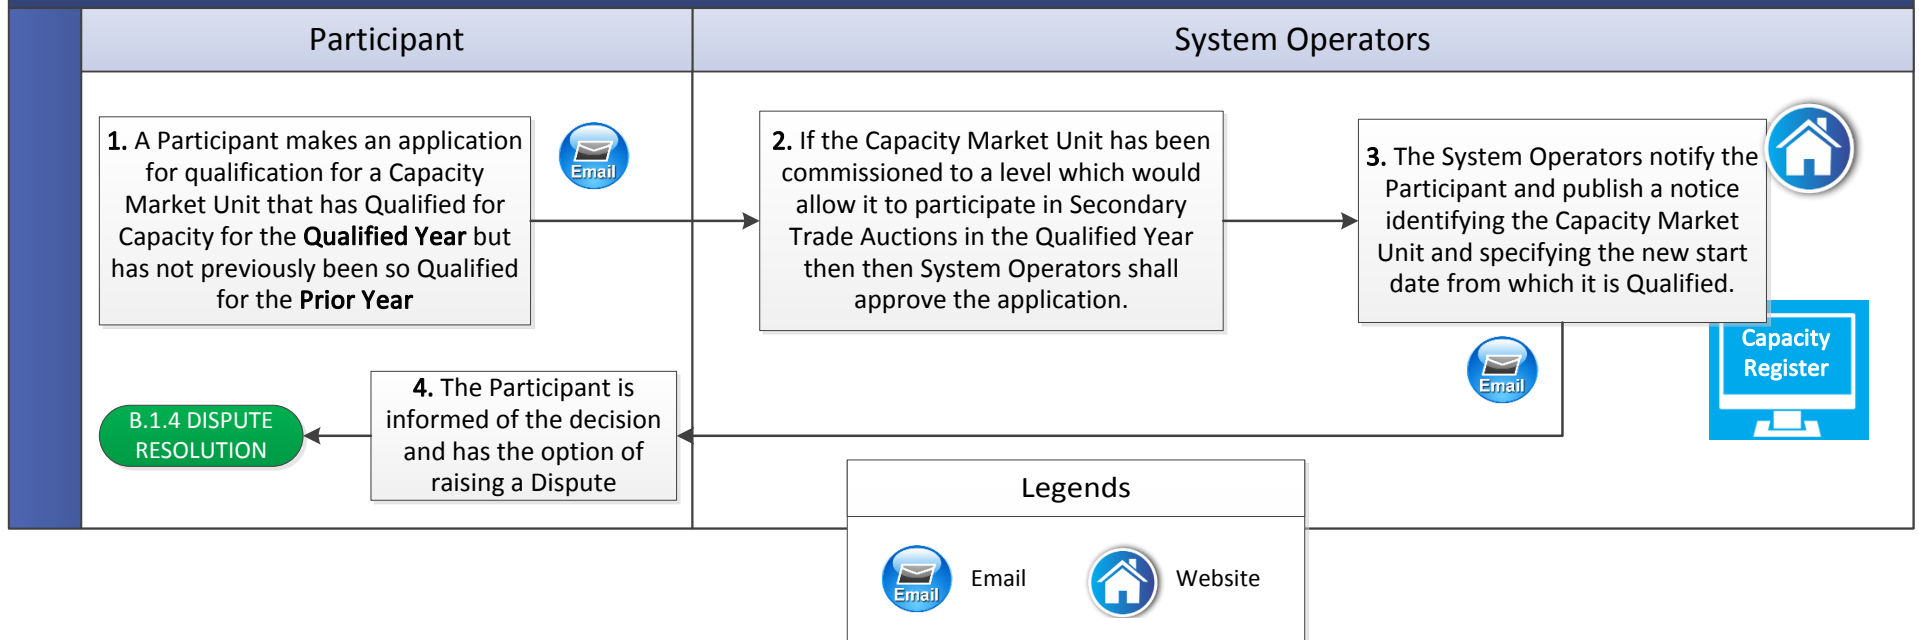 Participant
System Operators
1. A Participant makes an application
for qualification for a Capacity
Market Unit that has Qualified for
Capacity for the Qualified Year but
has not previously been so Qualified
for the Prior Year
Email
2. If the Capacity Market Unit has been
commissioned to a level which would
allow it to participate in Secondary
Trade Auctions in the Qualified Year
then then System Operators shall
approve the application.
3. The System Operators notify the
Participant and publish a notice
identifying the Capacity Market
Unit and specifying the new start
date from which it is Qualified.
Capacity
Register
Email
4. The Participant is
informed of the decision
and has the option of
raising a Dispute
B.1.4 DISPUTE
RESOLUTION
Legends
Email
Email
Website